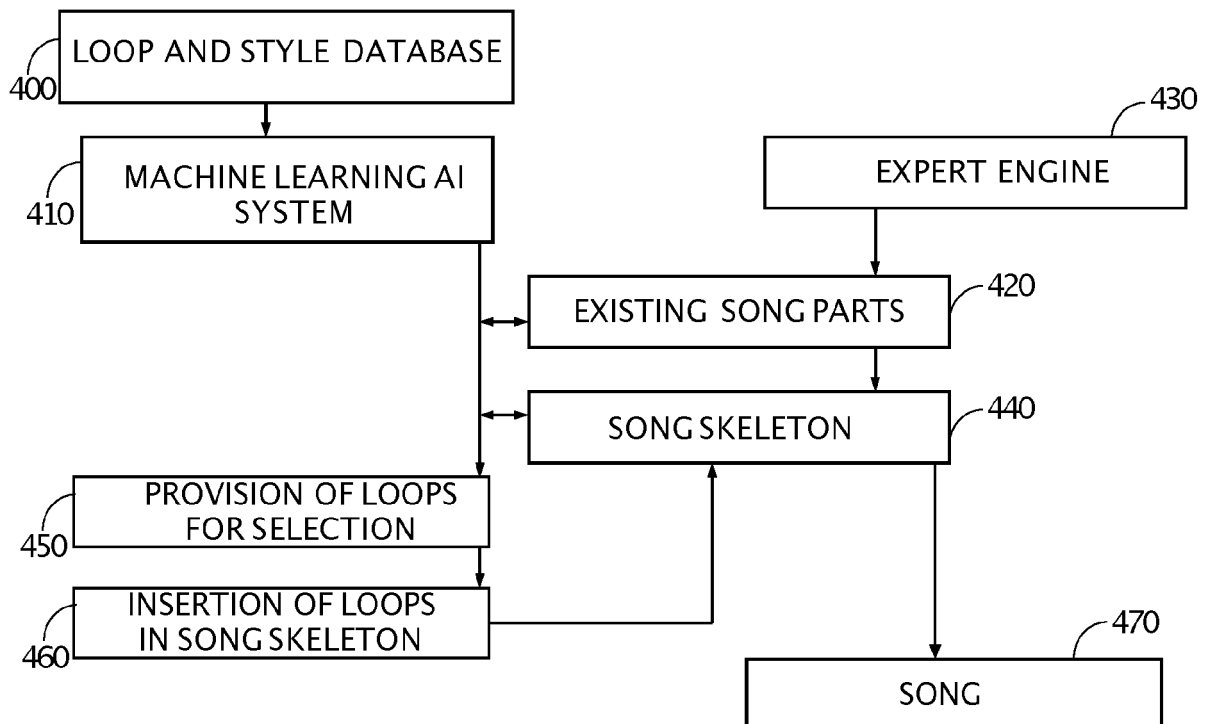 LOOP AND STYLE DATABASE
400
430
MACHINE LEARNING AI
SYSTEM
410
EXPERT ENGINE
420
EXISTING SONG PARTS
440
SONG SKELETON
PROVISION OF LOOPS
FOR SELECTION
450
INSERTION OF LOOPS
IN SONG SKELETON
460
470
SONG